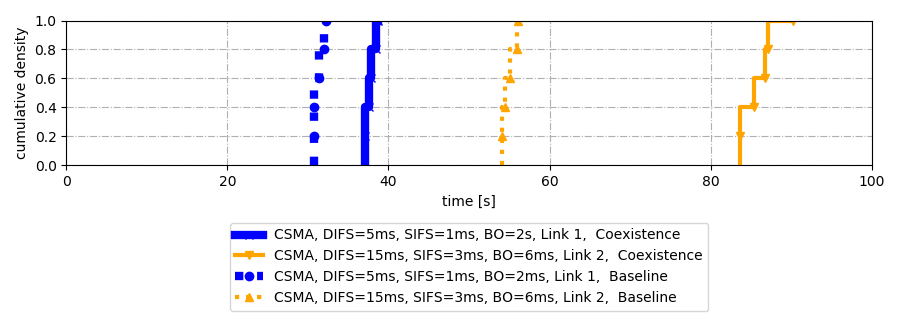 1.0
0.8
0.6
0.4
0.2
0.0
cumulative density
0 20 40 60 80 100
time [s]
CSMA, DIFS=5ms, SIFS=1ms, BO=2s, Link 1, Coexistence
CSMA, DIFS=15ms, SIFS=3ms, BO=6ms, Link 2, Coexistence
CSMA, DIFS=5ms, SIFS=1ms, BO=2ms, Link 1, Baseline
CSMA, DIFS=15ms, SIFS=3ms, BO=6ms, Link 2, Baseline